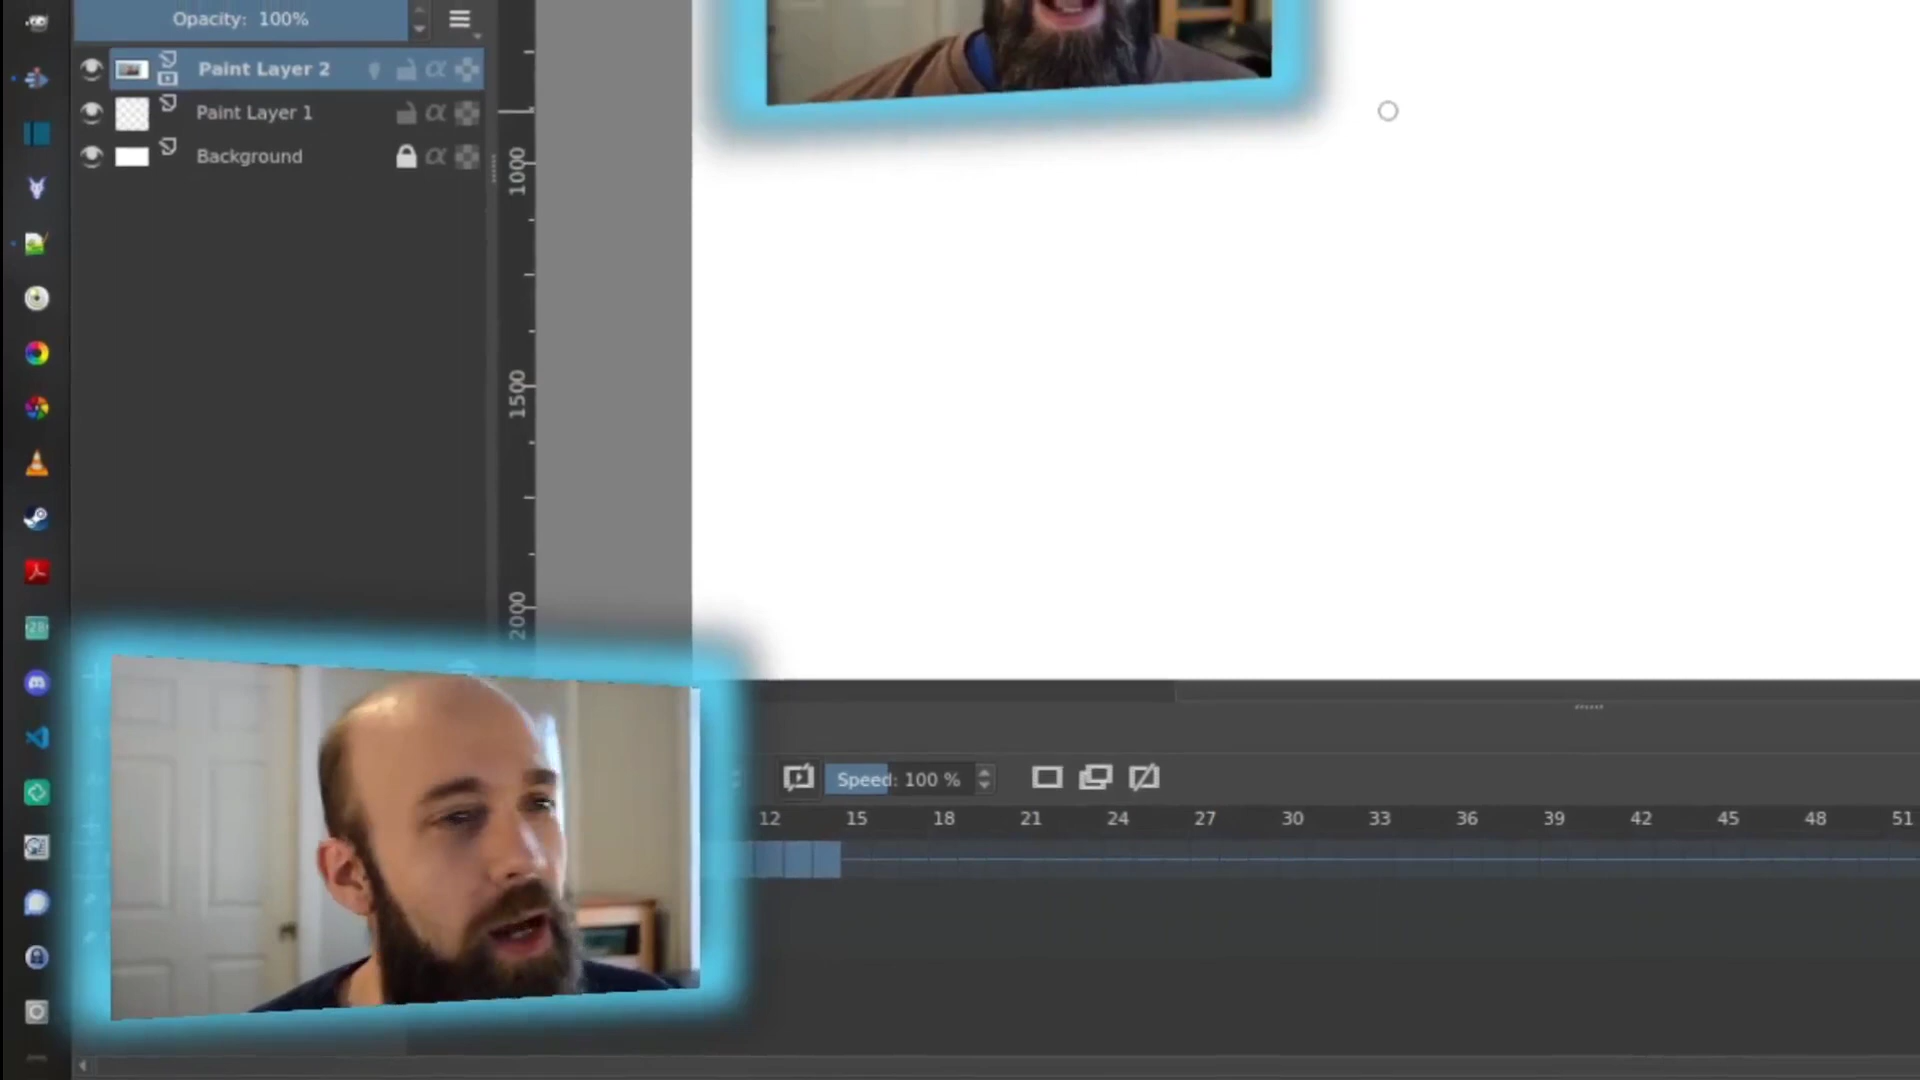 Opacity: 100%
Paint Layer 2
Paint Layer 1
Background
1000
1500
2000
28
Speed: 100 %
12 15 18 21 24 27 30 33 36 39 42 45 48 51